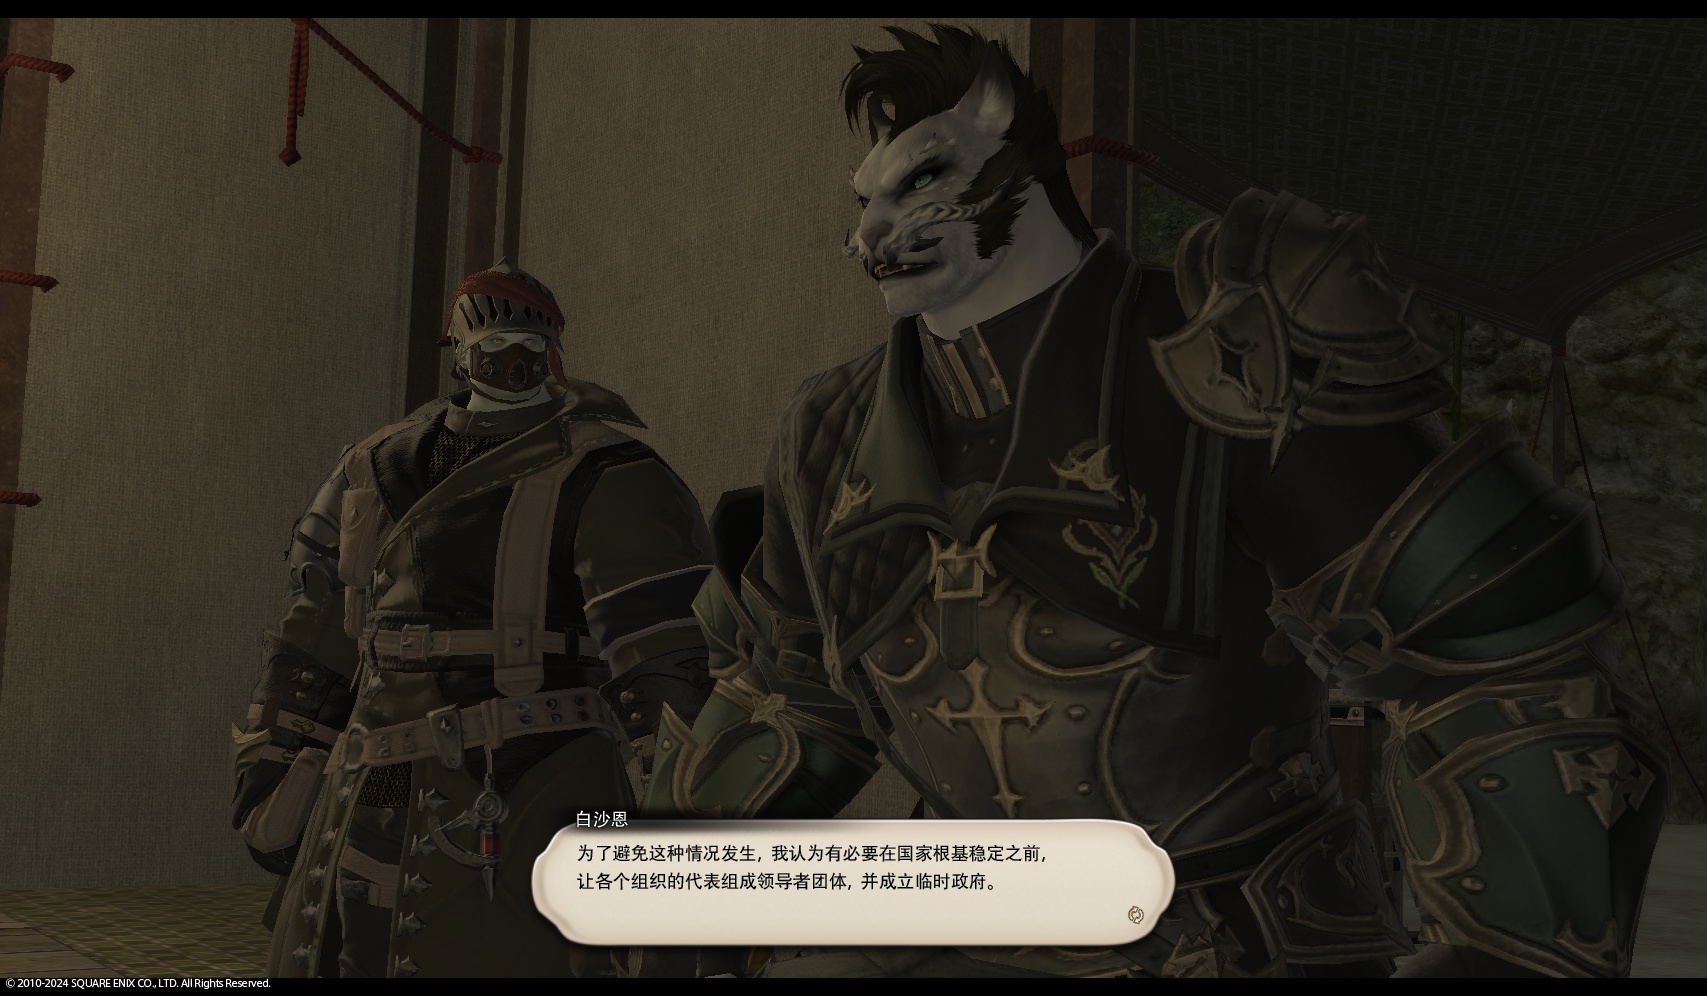 白沙恩
为了避免这种情况发生，我认为有必要在国家根基稳定之前，
让各个组织的代表组成领导者团体，并成立临时政府。
© 2010-2024 SQUARE ENIX CO., LTD. All Rights Reserved.